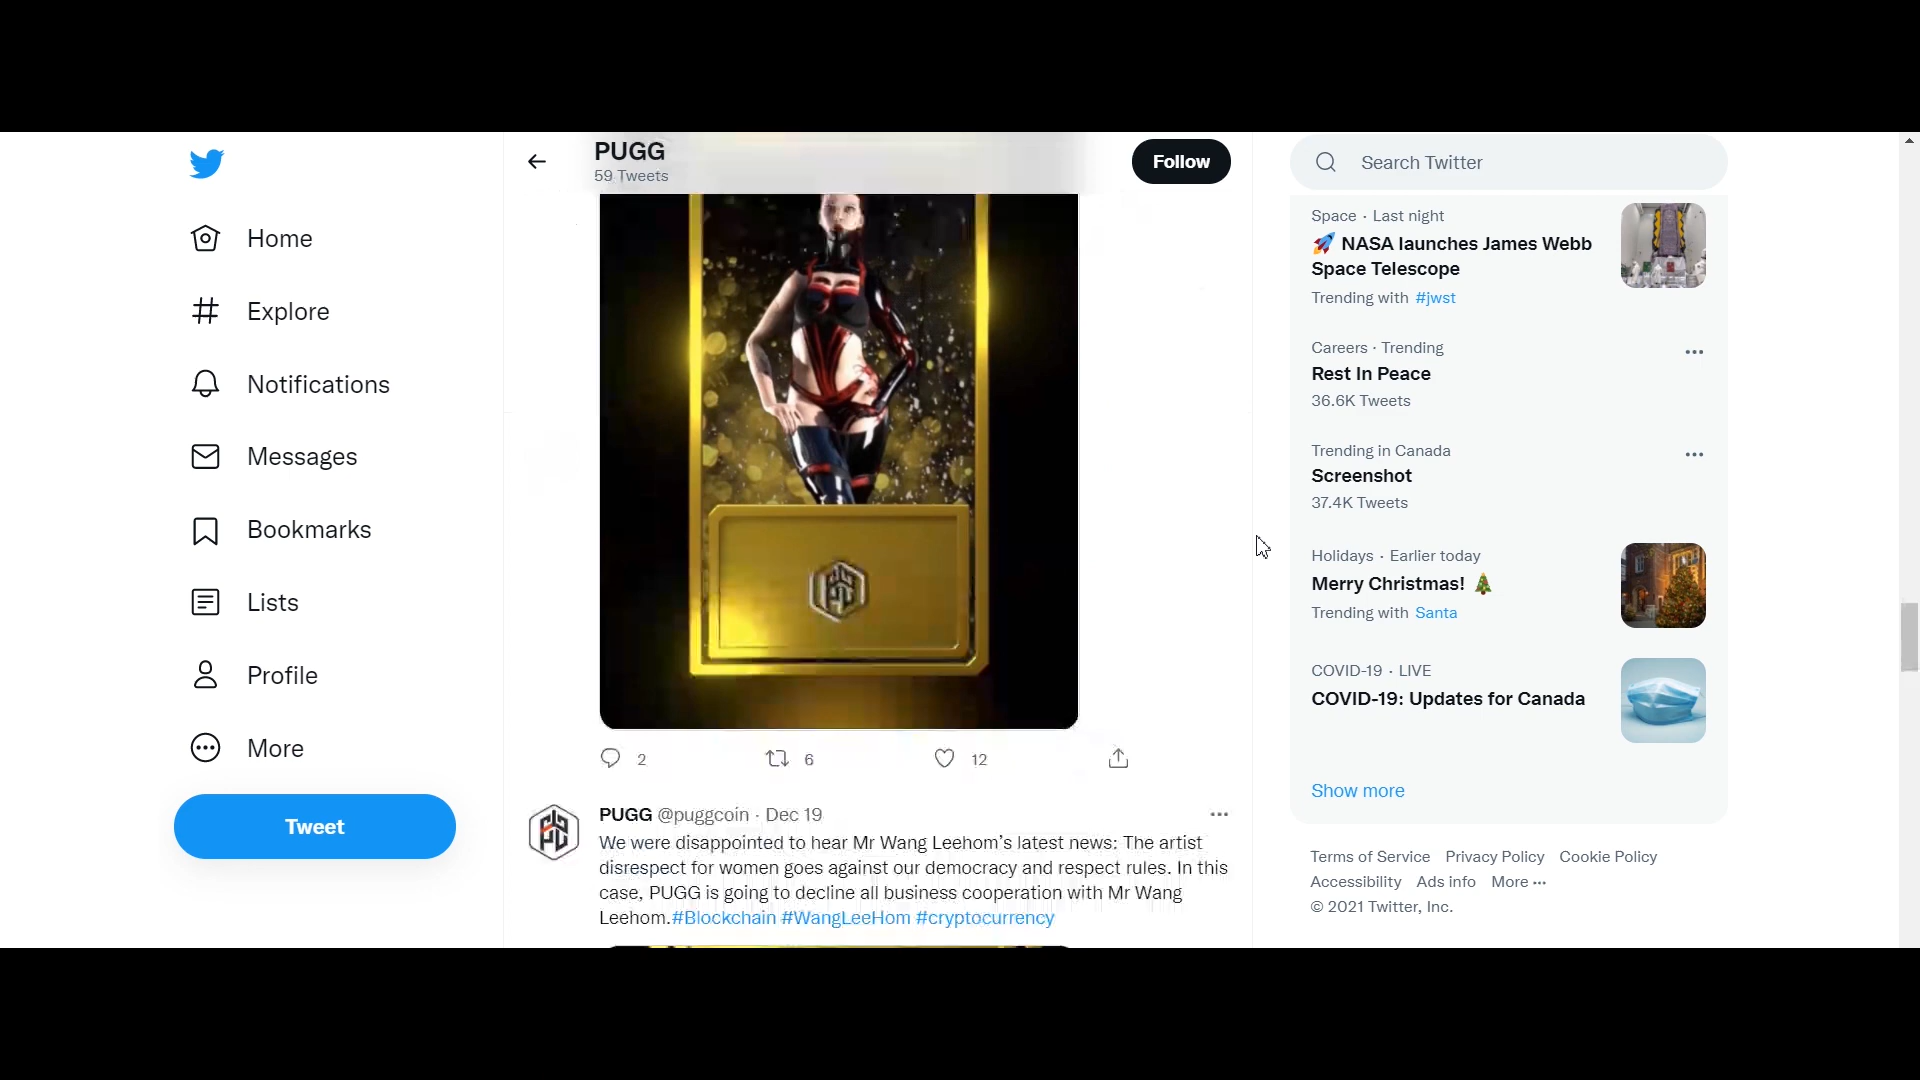 Home
Explore
Notifications
Messages
Bookmarks
Lists
Profile
More
Tweet
PUGG
59 Tweets
Follow
2
6
12
PUGG @puggcoin · Dec 19
We were disappointed to hear Mr Wang Leehom’s latest news: The artist
disrespect for women goes against our democracy and respect rules. In this
case, PUGG is going to decline all business cooperation with Mr Wang
Leehom.#Blockchain #WangLeeHom #cryptocurrency
Search Twitter
Space · Last night
🚀 NASA launches James Webb
Space Telescope
Trending with #jwst
Careers · Trending
Rest In Peace
36.6K Tweets
Trending in Canada
Screenshot
37.4K Tweets
Holidays · Earlier today
Merry Christmas! 🎄
Trending with Santa
COVID-19 · LIVE
COVID-19: Updates for Canada
Show more
Terms of Service Privacy Policy Cookie Policy
Accessibility Ads info More ···
© 2021 Twitter, Inc.